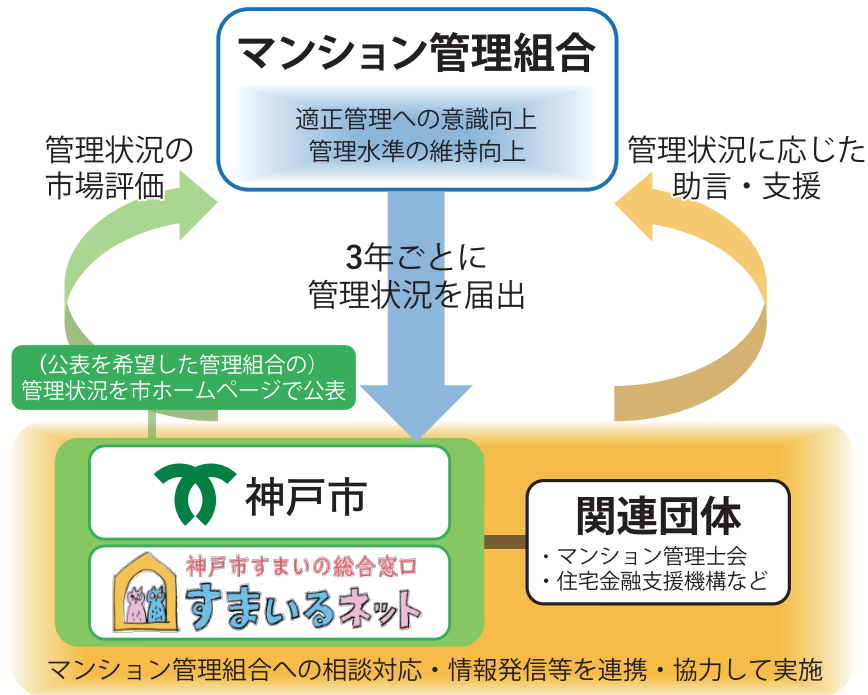 マンション管理組合
適正管理への意識向上
管理水準の維持向上
管理状況の
市場評価
管理状況に応じた
助言・支援
3年ごとに
管理状況を届出
（公表を希望した管理組合の）
管理状況を市ホームページで公表
神戸市
神戸市すまいの総合窓口
すまいるネット
関連団体
・マンション管理士会
・住宅金融支援機構など
マンション管理組合への相談対応・情報発信等を連携・協力して実施